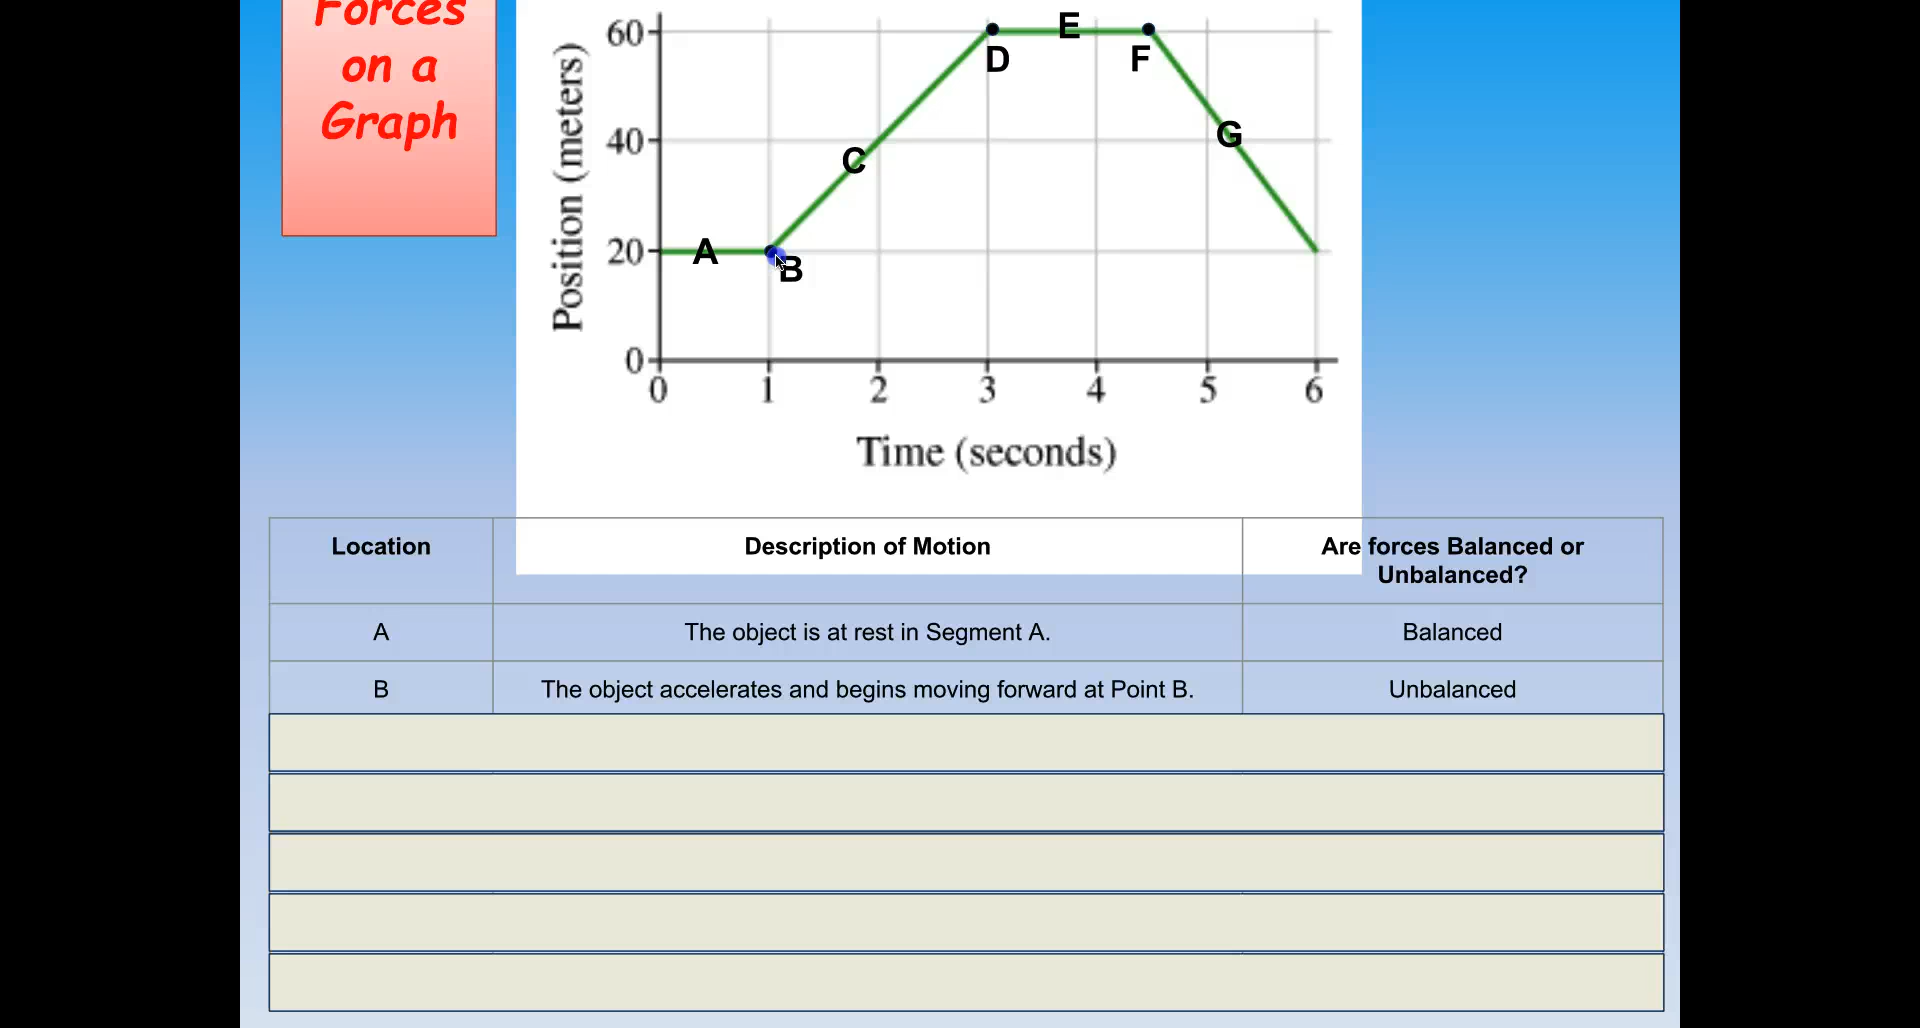 Forces
on a
Graph
Position (meters)
60
40
20
0
A
B
C
D
E
F
G
0 1 2 3 4 5 6
Time (seconds)
Location Description of Motion Are forces Balanced or
Unbalanced?
A The object is at rest in Segment A. Balanced
B The object accelerates and begins moving forward at Point B. Unbalanced